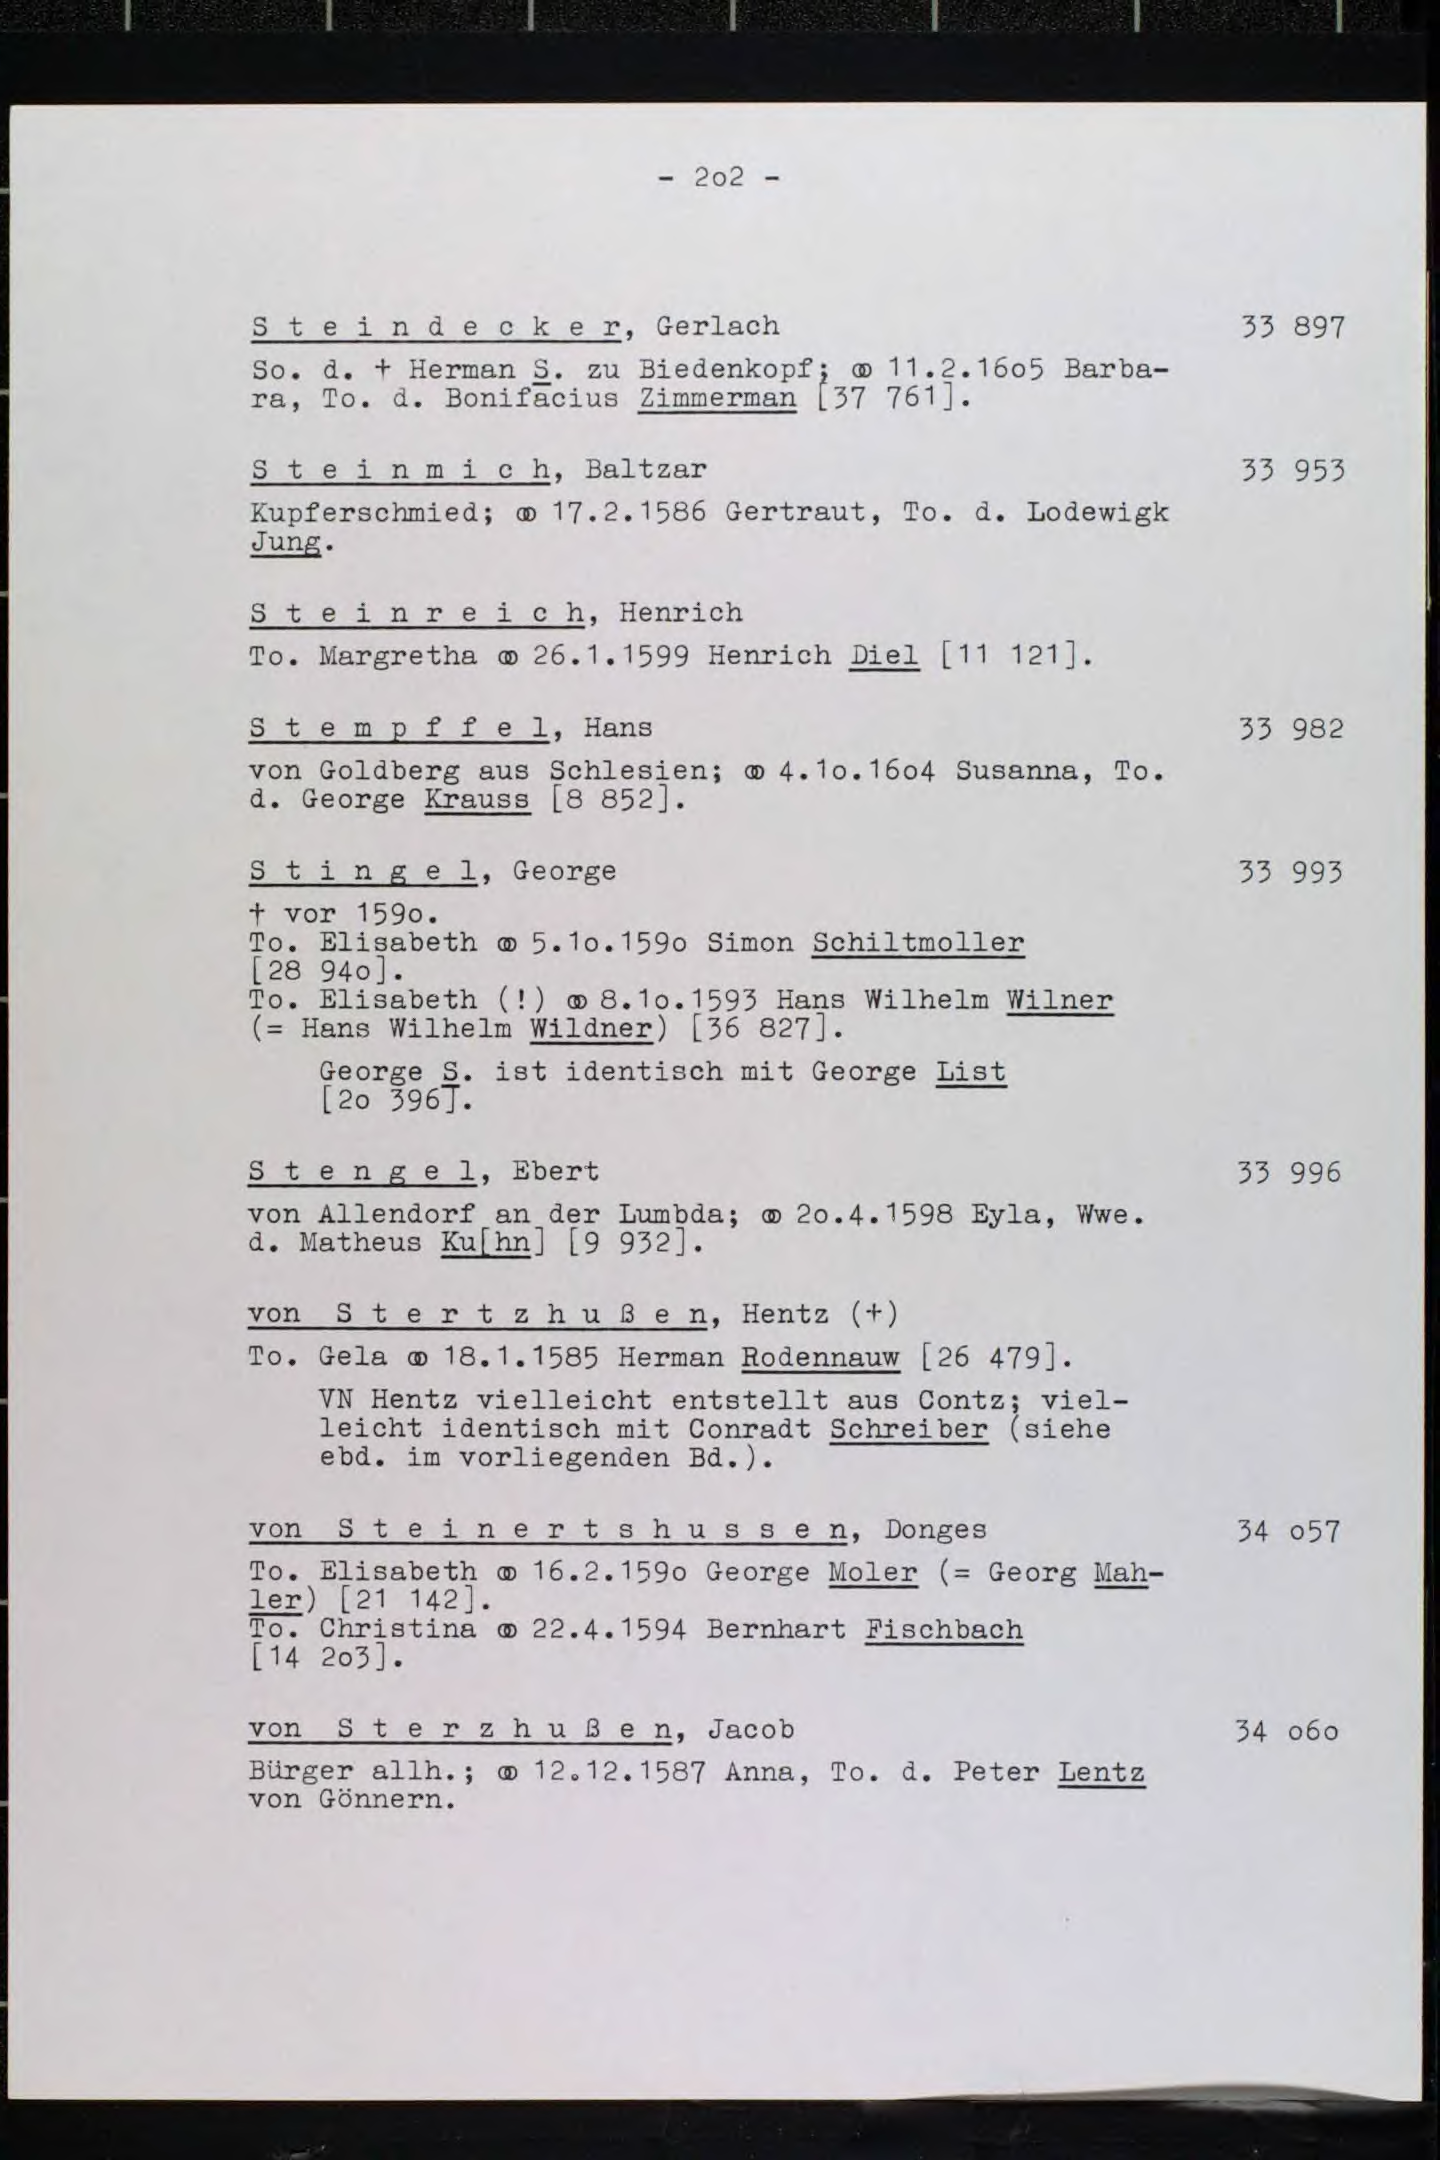 - 2o2 -
S t e i n d e c k e r, Gerlach 33 897
So. d. + Herman S. zu Biedenkopf; ⚭ 11.2.16o5 Barba-
ra, To. d. Bonifacius Zimmerman [37 761].
S t e i n m i c h, Baltzar 33 953
Kupferschmied; ⚭ 17.2.1586 Gertraut, To. d. Lodewigk
Jung.
S t e i n r e i c h, Henrich
To. Margretha ⚭ 26.1.1599 Henrich Diel [11 121].
S t e m p f f e l, Hans 33 982
von Goldberg aus Schlesien; ⚭ 4.1o.16o4 Susanna, To.
d. George Krauss [8 852].
S t i n g e l, George 33 993
+ vor 159o.
To. Elisabeth ⚭ 5.1o.159o Simon Schiltmoller
[28 94o].
To. Elisabeth (!) ⚭ 8.1o.1593 Hans Wilhelm Wilner
(= Hans Wilhelm Wildner) [36 827].
George S. ist identisch mit George List
[2o 396].
S t e n g e l, Ebert 33 996
von Allendorf an der Lumbda; ⚭ 2o.4.1598 Eyla, Wwe.
d. Matheus Ku[hn] [9 932].
von S t e r t z h u ß e n, Hentz (+)
To. Gela ⚭ 18.1.1585 Herman Rodennauw [26 479].
VN Hentz vielleicht entstellt aus Contz; viel-
leicht identisch mit Conradt Schreiber (siehe
ebd. im vorliegenden Bd.).
von S t e i n e r t s h u s s e n, Donges 34 o57
To. Elisabeth ⚭ 16.2.159o George Moler (= Georg Mah-
ler) [21 142].
To. Christina ⚭ 22.4.1594 Bernhart Fischbach
[14 2o3].
von S t e r z h u ß e n, Jacob 34 o6o
Bürger allh.; ⚭ 12.12.1587 Anna, To. d. Peter Lentz
von Gönnern.